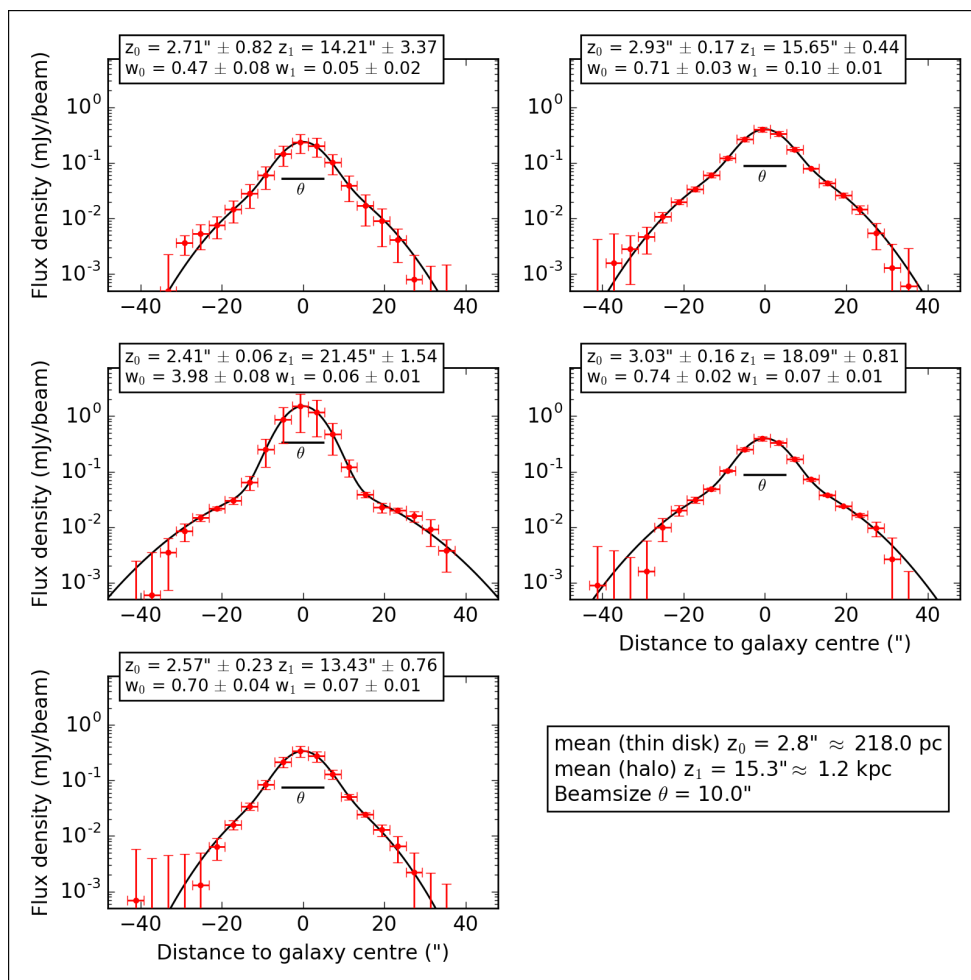 z₀ = 2.71" ± 0.82 z₁ = 14.21" ± 3.37
w₀ = 0.47 ± 0.08 w₁ = 0.05 ± 0.02
Flux density (mJy/beam)
10⁰
10⁻¹
10⁻²
10⁻³
θ
−40 −20 0 20 40
z₀ = 2.93" ± 0.17 z₁ = 15.65" ± 0.44
w₀ = 0.71 ± 0.03 w₁ = 0.10 ± 0.01
10⁰
10⁻¹
10⁻²
10⁻³
θ
−40 −20 0 20 40
z₀ = 2.41" ± 0.06 z₁ = 21.45" ± 1.54
w₀ = 3.98 ± 0.08 w₁ = 0.06 ± 0.01
Flux density (mJy/beam)
10⁰
10⁻¹
10⁻²
10⁻³
θ
z₀ = 3.03" ± 0.16 z₁ = 18.09" ± 0.81
w₀ = 0.74 ± 0.02 w₁ = 0.07 ± 0.01
10⁰
10⁻¹
10⁻²
10⁻³
θ
−40 −20 0 20 40
Distance to galaxy centre (")
z₀ = 2.57" ± 0.23 z₁ = 13.43" ± 0.76
w₀ = 0.70 ± 0.04 w₁ = 0.07 ± 0.01
Flux density (mJy/beam)
10⁰
10⁻¹
10⁻²
10⁻³
θ
−40 −20 0 20 40
Distance to galaxy centre (")
mean (thin disk) z₀ = 2.8" ≈ 218.0 pc
mean (halo) z₁ = 15.3" ≈ 1.2 kpc
Beamsize θ = 10.0"